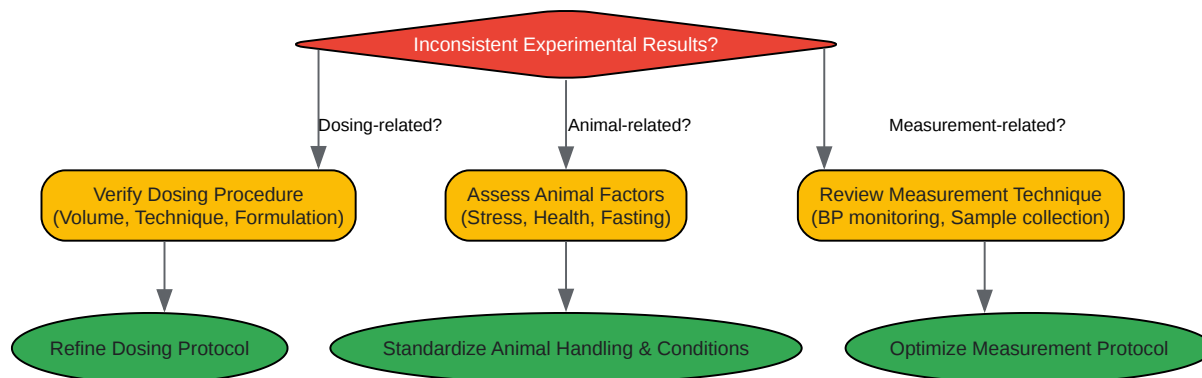 Inconsistent Experimental Results?
Dosing-related?
Animal-related?
Measurement-related?
Verify Dosing Procedure
(Volume, Technique, Formulation)
Assess Animal Factors
(Stress, Health, Fasting)
Review Measurement Technique
(BP monitoring, Sample collection)
Refine Dosing Protocol
Standardize Animal Handling & Conditions
Optimize Measurement Protocol